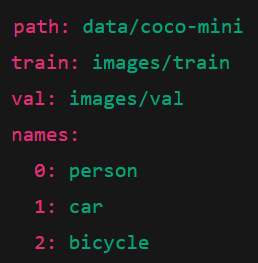 path: data/coco-mini
train: images/train
val: images/val
names:
  0: person
  1: car
  2: bicycle